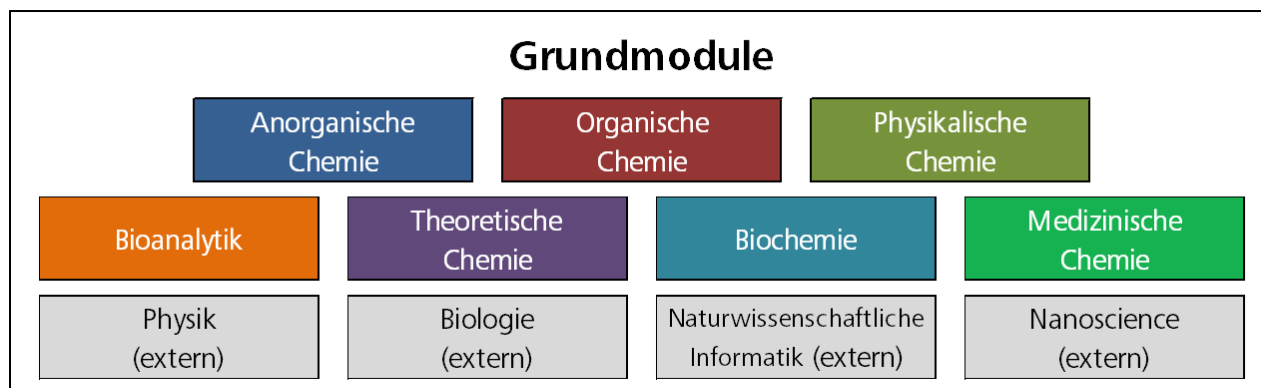 Grundmodule
Anorganische
Chemie
Organische
Chemie
Physikalische
Chemie
Bioanalytik
Theoretische
Chemie
Biochemie
Medizinische
Chemie
Physik
(extern)
Biologie
(extern)
Naturwissenschaftliche
Informatik (extern)
Nanoscience
(extern)